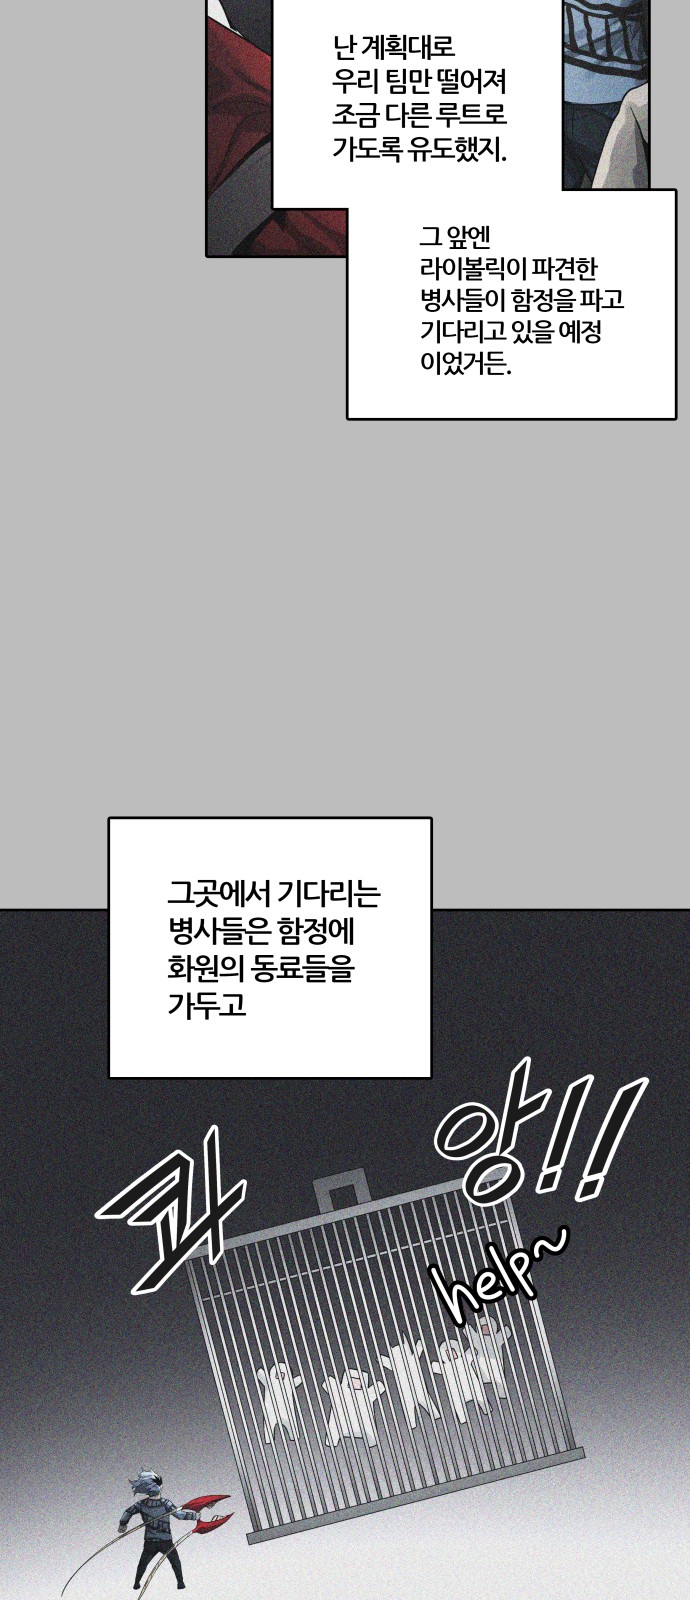 난 계획대로
우리 팀만 떨어져
조금 다른 루트로
가도록 유도했지.
그 앞엔
라이볼릭이 파견한
병사들이 함정을 파고
기다리고 있을 예정
이었거든.
그곳에서 기다리는
병사들은 함정에
화원의 동료들을
가두고
콰
앙!!
help~